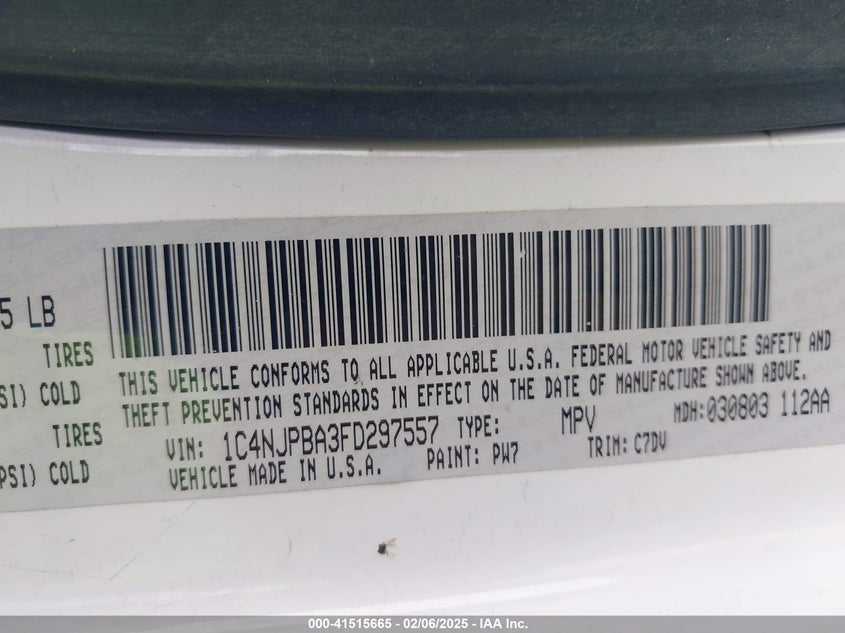 5 LB
TIRES
SI) COLD
TIRES
PSI) COLD
THIS VEHICLE CONFORMS TO ALL APPLICABLE U.S.A. FEDERAL MOTOR VEHICLE SAFETY AND
THEFT PREVENTION STANDARDS IN EFFECT ON THE DATE OF MANUFACTURE SHOWN ABOVE.
VIN: 1C4NJPBA3FD297557 TYPE: MPV MDH: 030803 112AA
VEHICLE MADE IN U.S.A. PAINT: PW7 TRIM: C7DV
000-41515665 - 02/06/2025 - © IAA Inc.